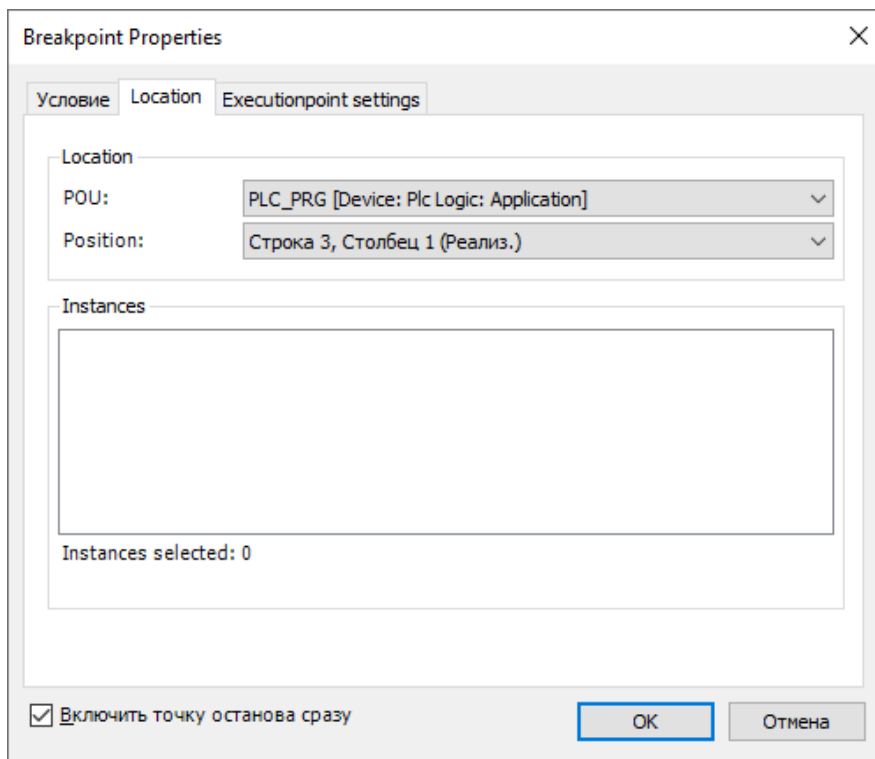 Breakpoint Properties
Условие Location Executionpoint settings
Location
POU: PLC_PRG [Device: Plc Logic: Application]
Position: Строка 3, Столбец 1 (Реализ.)
Instances
Instances selected: 0
Включить точку останова сразу
OK Отмена